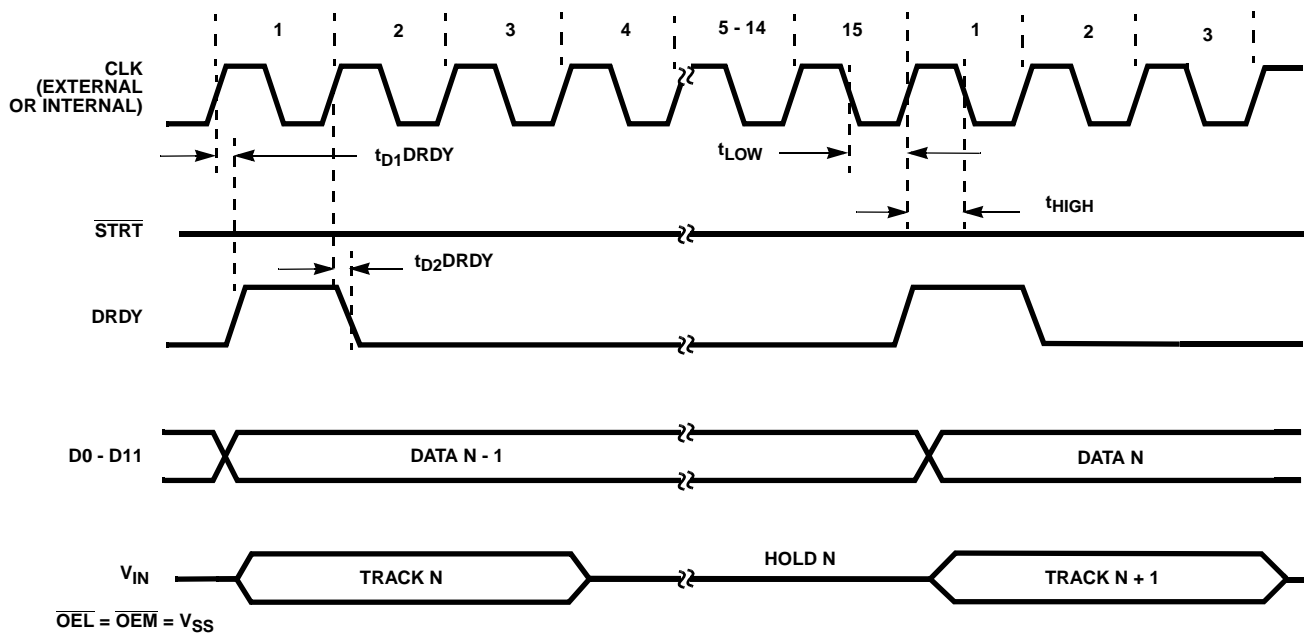 1 2 3 4 5 - 14 15 1 2 3
CLK
(EXTERNAL
OR INTERNAL)
tD1DRDY
tLOW
tHIGH
STRT
tD2DRDY
DRDY
D0 - D11
DATA N - 1
DATA N
HOLD N
VIN
TRACK N
TRACK N + 1
OEL = OEM = VSS